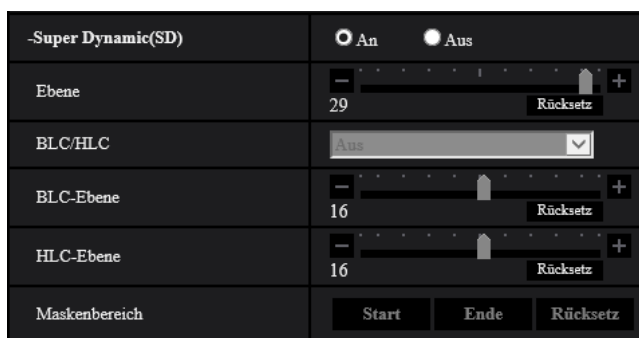 -Super Dynamic(SD) An Aus
Ebene
29 Rücksetz
BLC/HLC Aus
BLC-Ebene
16 Rücksetz
HLC-Ebene
16 Rücksetz
Maskenbereich Start Ende Rücksetz